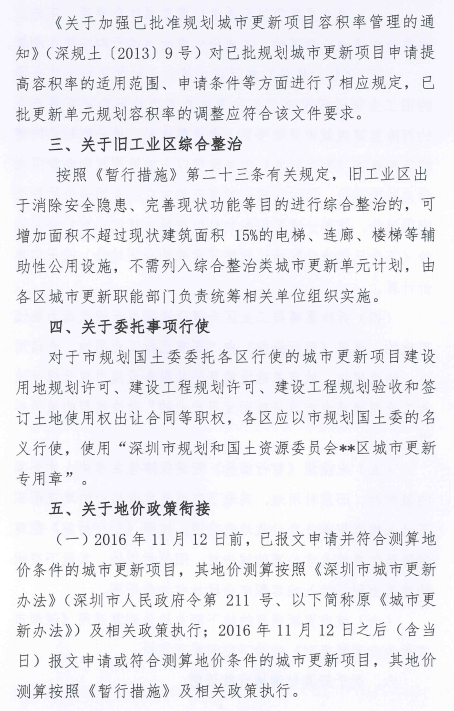 《关于加强已批准规划城市更新项目容积率管理的通
知》（深规土〔2013〕9号）对已批规划城市更新项目申请提
高容积率的适用范围、申请条件等方面进行了相应规定，已
批更新单元规划容积率的调整应符合该文件要求。
三、关于旧工业区综合整治
按照《暂行措施》第二十三条有关规定，旧工业区出
于消除安全隐患、完善现状功能等目的进行综合整治的，可
增加面积不超过现状建筑面积 15%的电梯、连廊、楼梯等辅
助性公用设施，不需列入综合整治类城市更新单元计划，由
各区城市更新职能部门负责统筹相关单位组织实施。
四、关于委托事项行使
对于市规划国土委委托各区行使的城市更新项目建设
用地规划许可、建设工程规划许可、建设工程规划验收和签
订土地使用权出让合同等职权，各区应以市规划国土委的名
义行使，使用“深圳市规划和国土资源委员会**区城市更新
专用章”。
五、关于地价政策衔接
（一）2016年11月12日前，已报文申请并符合测算地
价条件的城市更新项目，其地价测算按照《深圳市城市更新
办法》（深圳市人民政府令第 211 号、以下简称原《城市更
新办法》）及相关政策执行；2016年11月12日之后（含当
日）报文申请或符合测算地价条件的城市更新项目，其地价
测算按照《暂行措施》及相关政策执行。